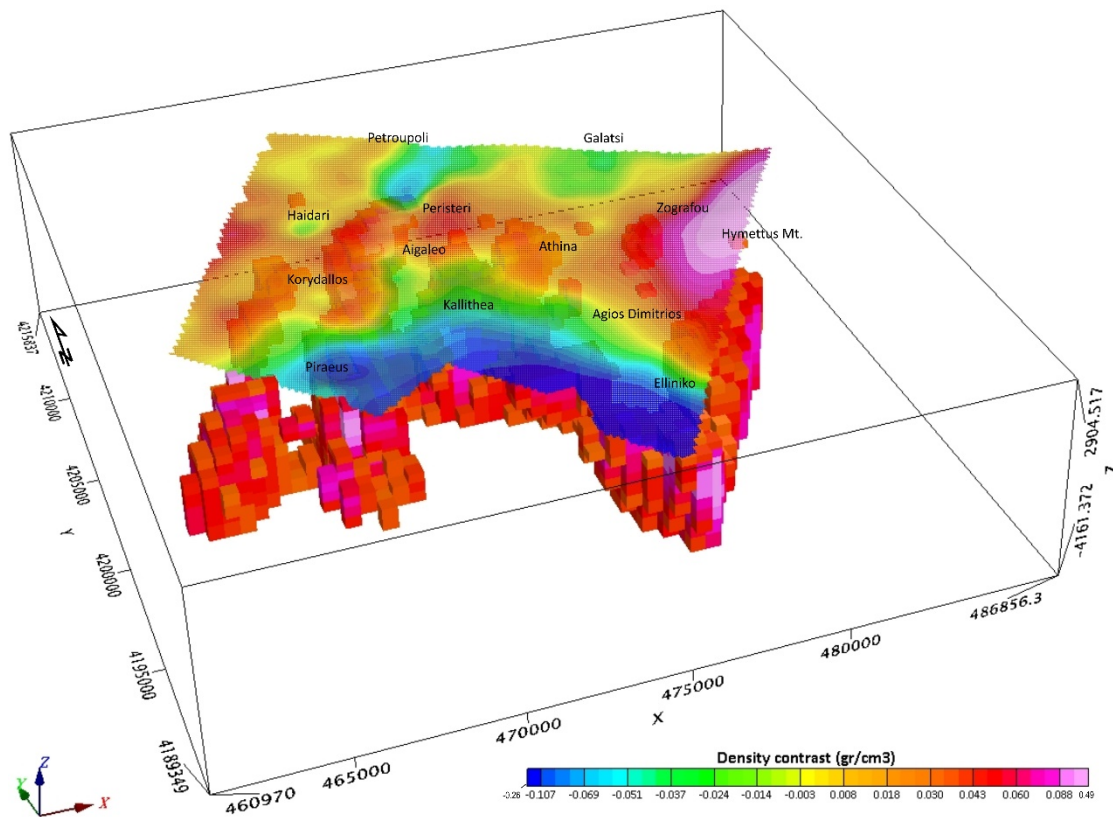 Petroupoli
Galatsi
Haidari
Peristeri
Zografou
Hymettus Mt.
Aigaleo
Athina
Korydallos
Kallithea
Agios Dimitrios
Piraeus
Elliniko
N
4215837
4210000
4205000
Y
4200000
4195000
4189349
460970
465000
470000
X
475000
480000
486856.3
2904.517
Z
-4161.372
Z
Y
X
Density contrast (gr/cm3)
-0.26 -0.107 -0.069 -0.051 -0.037 -0.024 -0.014 -0.003 0.008 0.018 0.030 0.043 0.060 0.088 0.49